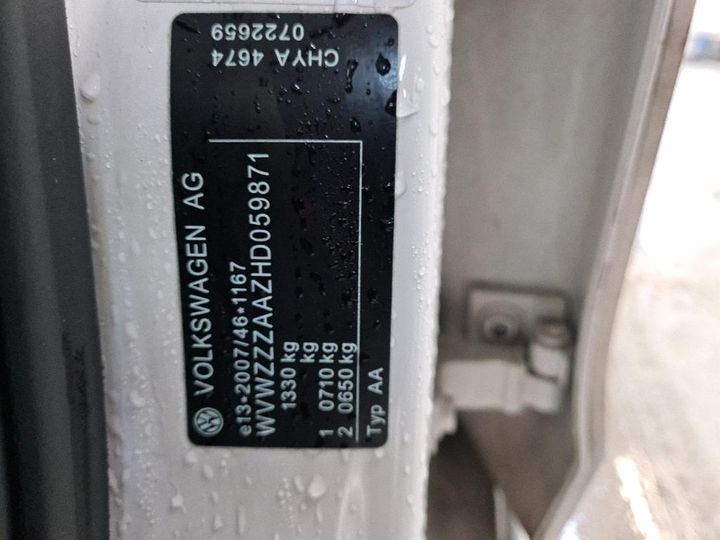 VOLKSWAGEN AG
e13*2007/46*1167
WVWZZZAAZHD059871
1330 kg
kg
1 0710 kg
2 0650 kg
Typ AA
CHYA 4674
0722659